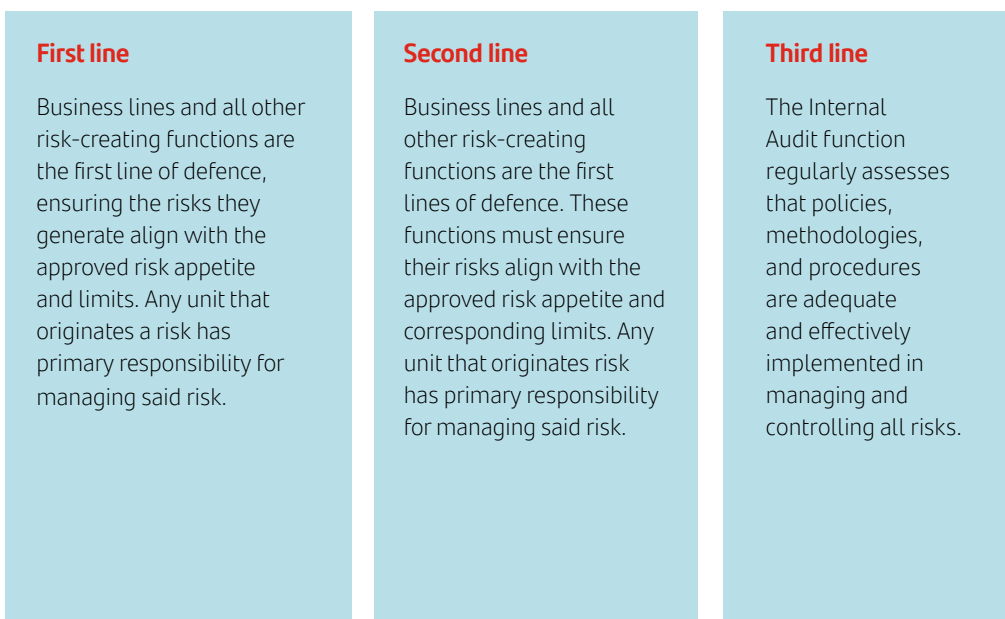 First line
Business lines and all other
risk-creating functions are
the first line of defence,
ensuring the risks they
generate align with the
approved risk appetite
and limits. Any unit that
originates a risk has
primary responsibility for
managing said risk.
Second line
Business lines and all
other risk-creating
functions are the first
lines of defence. These
functions must ensure
their risks align with the
approved risk appetite and
corresponding limits. Any
unit that originates risk
has primary responsibility
for managing said risk.
Third line
The Internal
Audit function
regularly assesses
that policies,
methodologies,
and procedures
are adequate
and effectively
implemented in
managing and
controlling all risks.